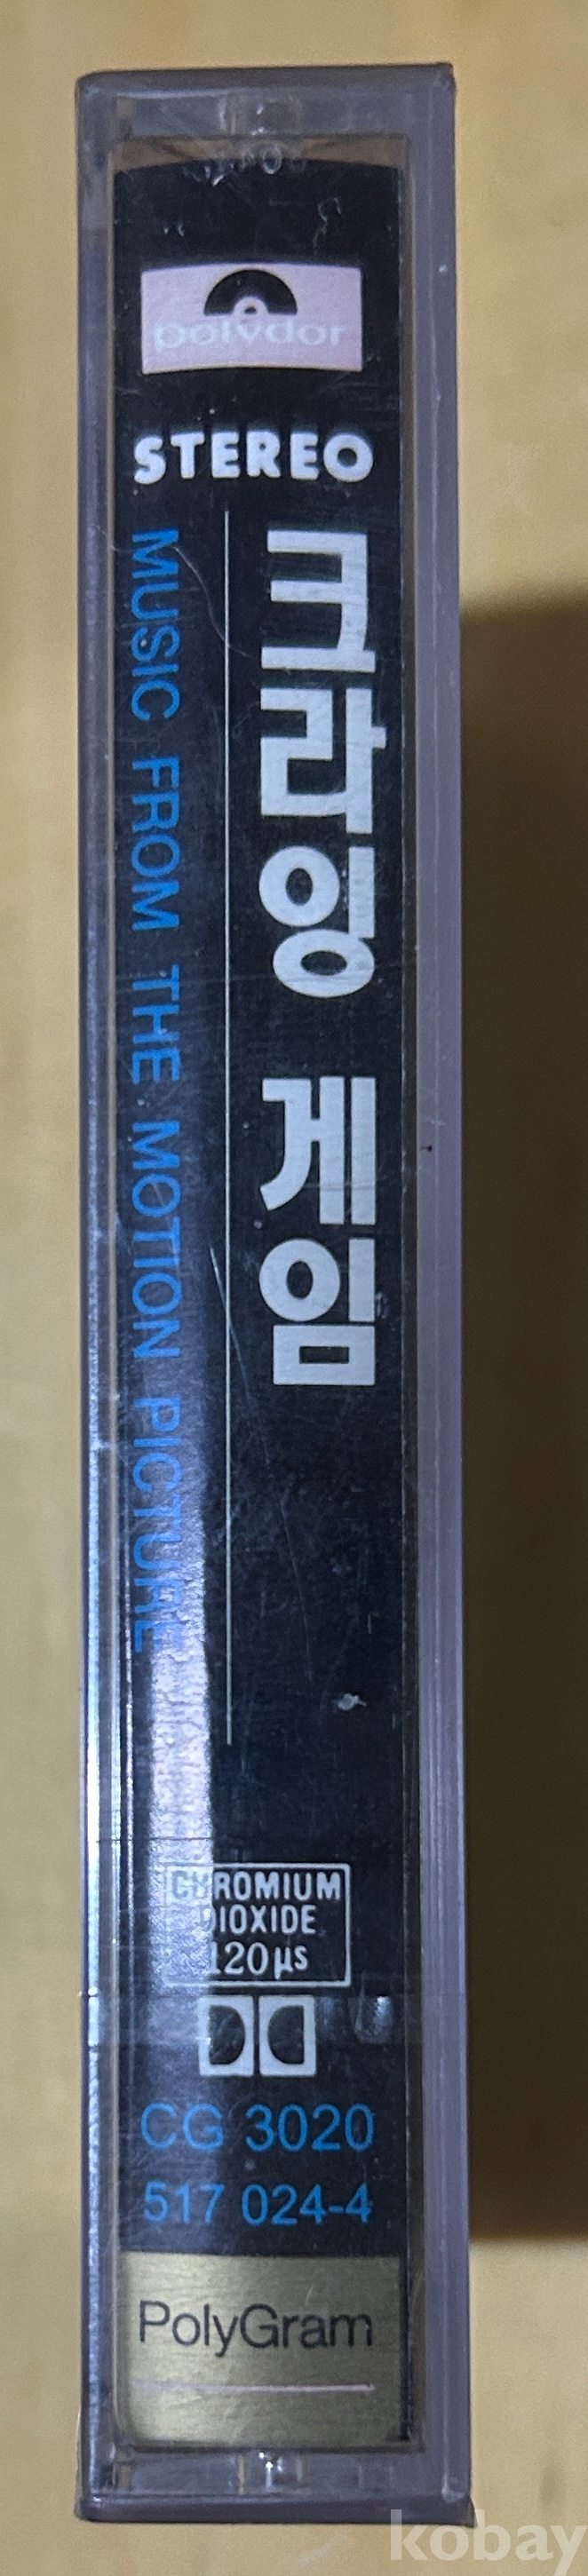 polydor
STEREO
크라잉 게임
MUSIC FROM THE MOTION PICTURE
CHROMIUM
DIOXIDE
120µs
CG 3020
517 024-4
PolyGram
kobay